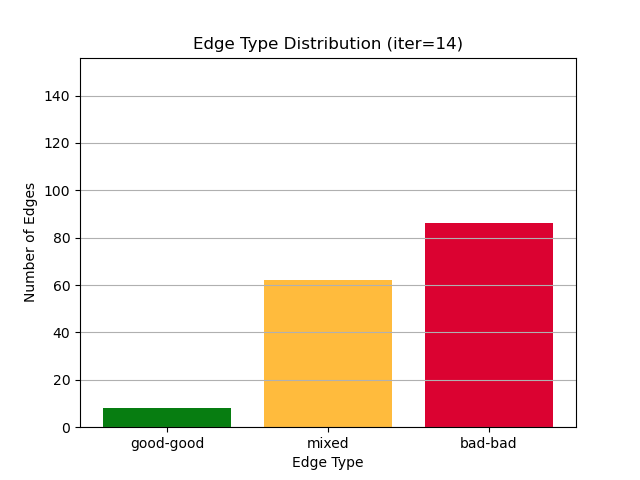 Edge Type Distribution (iter=14)
Number of Edges
140
120
100
80
60
40
20
0
good-good
mixed
bad-bad
Edge Type